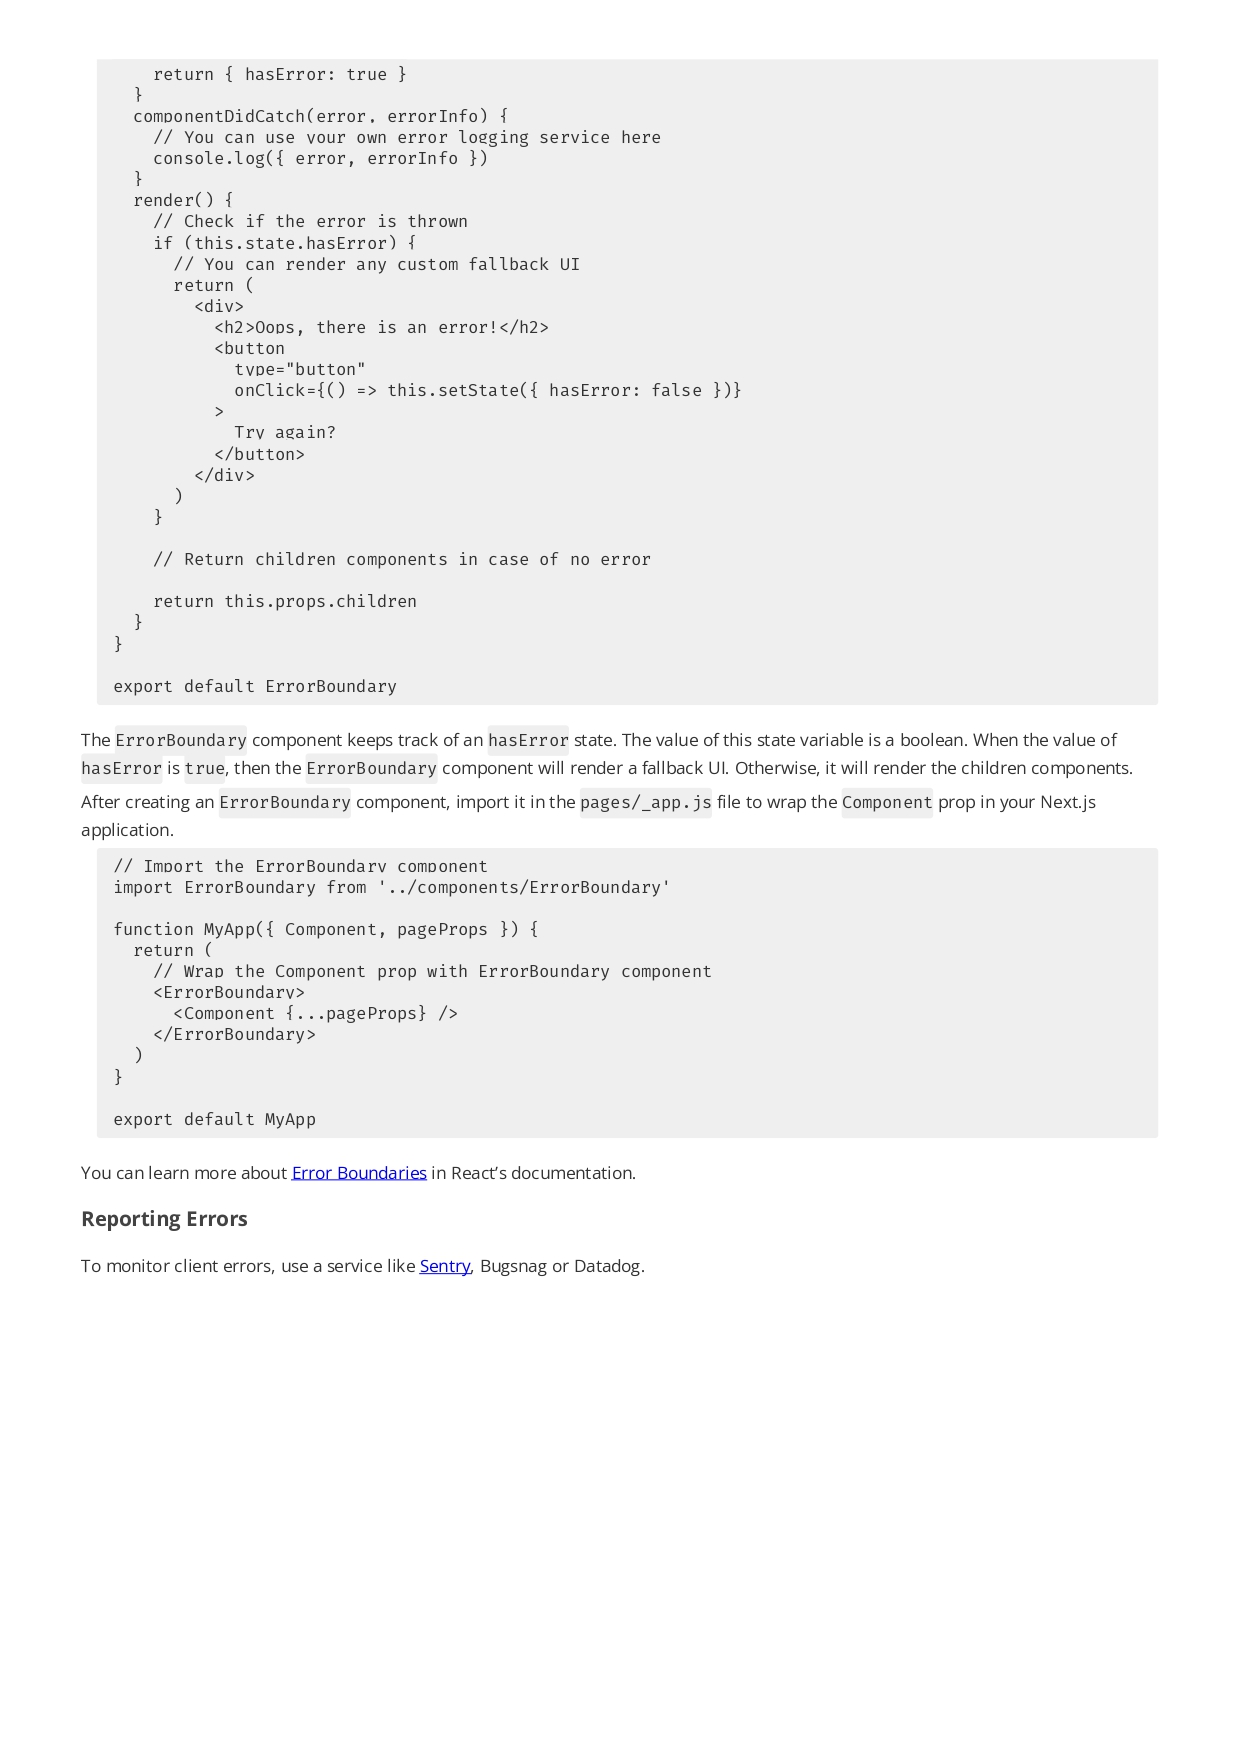 return { hasError: true }
  }
  componentDidCatch(error, errorInfo) {
    // You can use your own error logging service here
    console.log({ error, errorInfo })
  }
  render() {
    // Check if the error is thrown
    if (this.state.hasError) {
      // You can render any custom fallback UI
      return (
        <div>
          <h2>Oops, there is an error!</h2>
          <button
            type="button"
            onClick={() => this.setState({ hasError: false })}
          >
            Try again?
          </button>
        </div>
      )
    }

    // Return children components in case of no error

    return this.props.children
  }
}

export default ErrorBoundary

The ErrorBoundary component keeps track of an hasError state. The value of this state variable is a boolean. When the value of
hasError is true, then the ErrorBoundary component will render a fallback UI. Otherwise, it will render the children components.
After creating an ErrorBoundary component, import it in the pages/_app.js file to wrap the Component prop in your Next.js
application.

// Import the ErrorBoundary component
import ErrorBoundary from '../components/ErrorBoundary'

function MyApp({ Component, pageProps }) {
  return (
    // Wrap the Component prop with ErrorBoundary component
    <ErrorBoundary>
      <Component {...pageProps} />
    </ErrorBoundary>
  )
}

export default MyApp

You can learn more about Error Boundaries in React’s documentation.
Reporting Errors
To monitor client errors, use a service like Sentry, Bugsnag or Datadog.